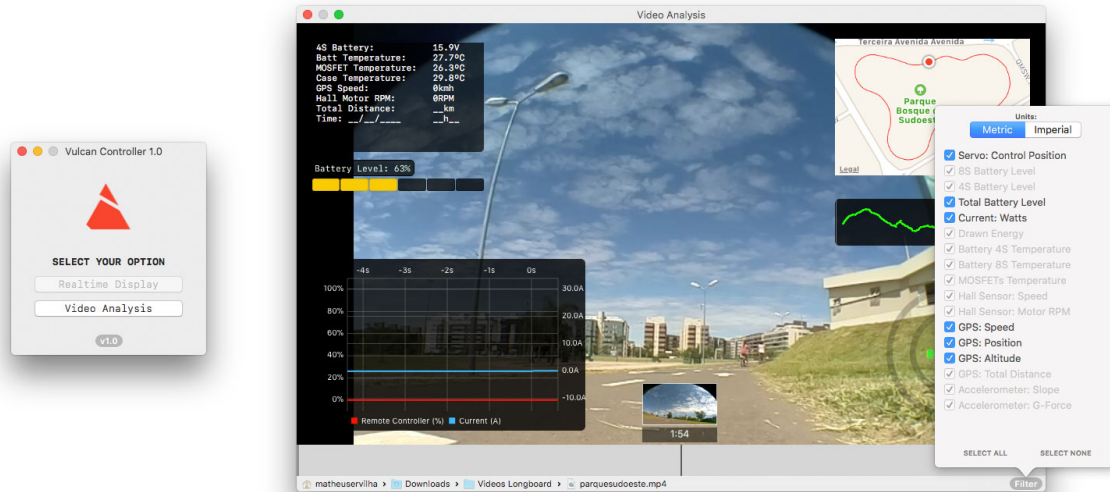 Vulcan Controller 1.0
SELECT YOUR OPTION
Realtime Display
Video Analysis
v1.0
Video Analysis
4S Battery: 15.9V
Batt Temperature: 27.7ºC
MOSFET Temperature: 26.3ºC
Case Temperature: 29.8ºC
GPS Speed: 0kmh
Hall Motor RPM: 0RPM
Total Distance: __km
Time: __/__/____ __h__
Battery Level: 63%
-4s -3s -2s -1s 0s
100% 30.0A
80% 20.0A
60% 10.0A
40% 0.0A
20% -10.0A
0%
Remote Controller (%) Current (A)
1:54
Terceira Avenida Avenida
Parque
Bosque
Sudoest
Legal
Units:
Metric Imperial
Servo: Control Position
8S Battery Level
4S Battery Level
Total Battery Level
Current: Watts
Drawn Energy
Battery 4S Temperature
Battery 8S Temperature
MOSFETs Temperature
Hall Sensor: Speed
Hall Sensor: Motor RPM
GPS: Speed
GPS: Position
GPS: Altitude
GPS: Total Distance
Accelerometer: Slope
Accelerometer: G-Force
SELECT ALL SELECT NONE
matheuservilha › Downloads › Videos Longboard › parquesudoeste.mp4
Filter